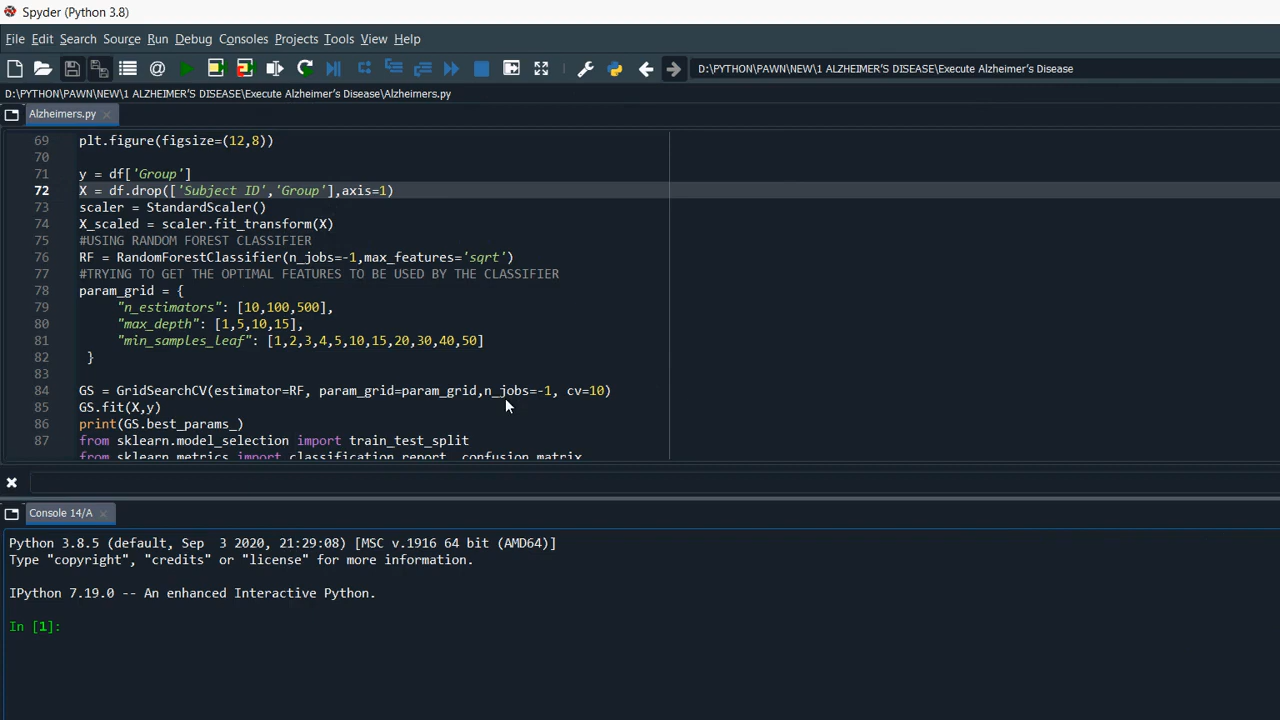 Spyder (Python 3.8)
File Edit Search Source Run Debug Consoles Projects Tools View Help
D:\PYTHON\PAWN\NEW\1 ALZHEIMER'S DISEASE\Execute Alzheimer's Disease
D:\PYTHON\PAWN\NEW\1 ALZHEIMER'S DISEASE\Execute Alzheimer's Disease\Alzheimers.py
Alzheimers.py
69 plt.figure(figsize=(12,8))
70
71 y = df['Group']
72 X = df.drop(['Subject ID','Group'],axis=1)
73 scaler = StandardScaler()
74 X_scaled = scaler.fit_transform(X)
75 #USING RANDOM FOREST CLASSIFIER
76 RF = RandomForestClassifier(n_jobs=-1,max_features='sqrt')
77 #TRYING TO GET THE OPTIMAL FEATURES TO BE USED BY THE CLASSIFIER
78 param_grid = {
79 "n_estimators": [10,100,500],
80 "max_depth": [1,5,10,15],
81 "min_samples_leaf": [1,2,3,4,5,10,15,20,30,40,50]
82 }
83
84 GS = GridSearchCV(estimator=RF, param_grid=param_grid,n_jobs=-1, cv=10)
85 GS.fit(X,y)
86 print(GS.best_params_)
87 from sklearn.model_selection import train_test_split
from sklearn.metrics import classification_report, confusion_matrix
Console 14/A
Python 3.8.5 (default, Sep  3 2020, 21:29:08) [MSC v.1916 64 bit (AMD64)]
Type "copyright", "credits" or "license" for more information.
IPython 7.19.0 -- An enhanced Interactive Python.
In [1]: